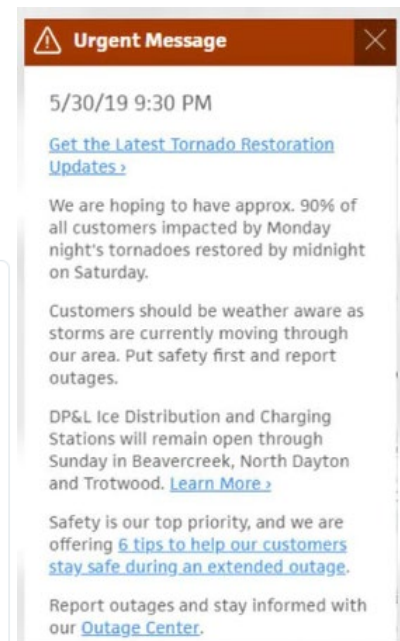 Urgent Message
5/30/19 9:30 PM
Get the Latest Tornado Restoration
Updates ›
We are hoping to have approx. 90% of
all customers impacted by Monday
night's tornadoes restored by midnight
on Saturday.
Customers should be weather aware as
storms are currently moving through
our area. Put safety first and report
outages.
DP&L Ice Distribution and Charging
Stations will remain open through
Sunday in Beavercreek, North Dayton
and Trotwood. Learn More ›
Safety is our top priority, and we are
offering 6 tips to help our customers
stay safe during an extended outage.
Report outages and stay informed with
our Outage Center.